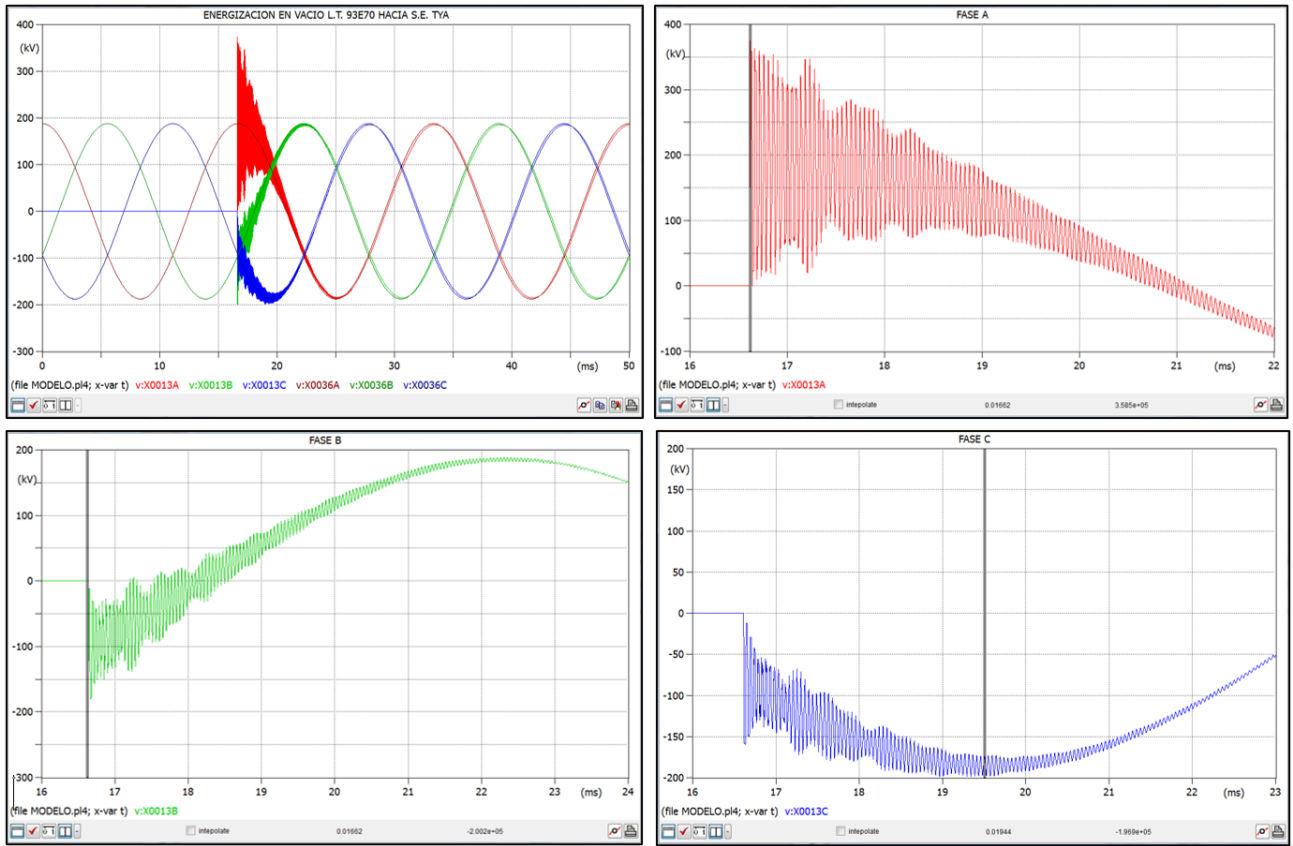 ENERGIZACION EN VACIO L.T. 93E70 HACIA S.E. TYA
400
(kV)
300
200
100
0
-100
-200
-300
0 10 20 30 40 (ms) 50
(file MODELO.pl4; x-var t) v:X0013A v:X0013B v:X0013C v:X0036A v:X0036B v:X0036C
FASE A
400
(kV)
300
200
100
0
-100
16 17 18 19 20 21 (ms) 22
(file MODELO.pl4; x-var t) v:X0013A
intepolate 0.01662 3.585e+05
FASE B
200
(kV)
100
0
-100
-200
-300
16 17 18 19 20 21 22 23 (ms) 24
(file MODELO.pl4; x-var t) v:X0013B
intepolate 0.01662 -2.002e+05
FASE C
200
(kV)
150
100
50
0
-50
-100
-150
-200
16 17 18 19 20 21 22 (ms) 23
(file MODELO.pl4; x-var t) v:X0013C
intepolate 0.01944 -1.969e+05